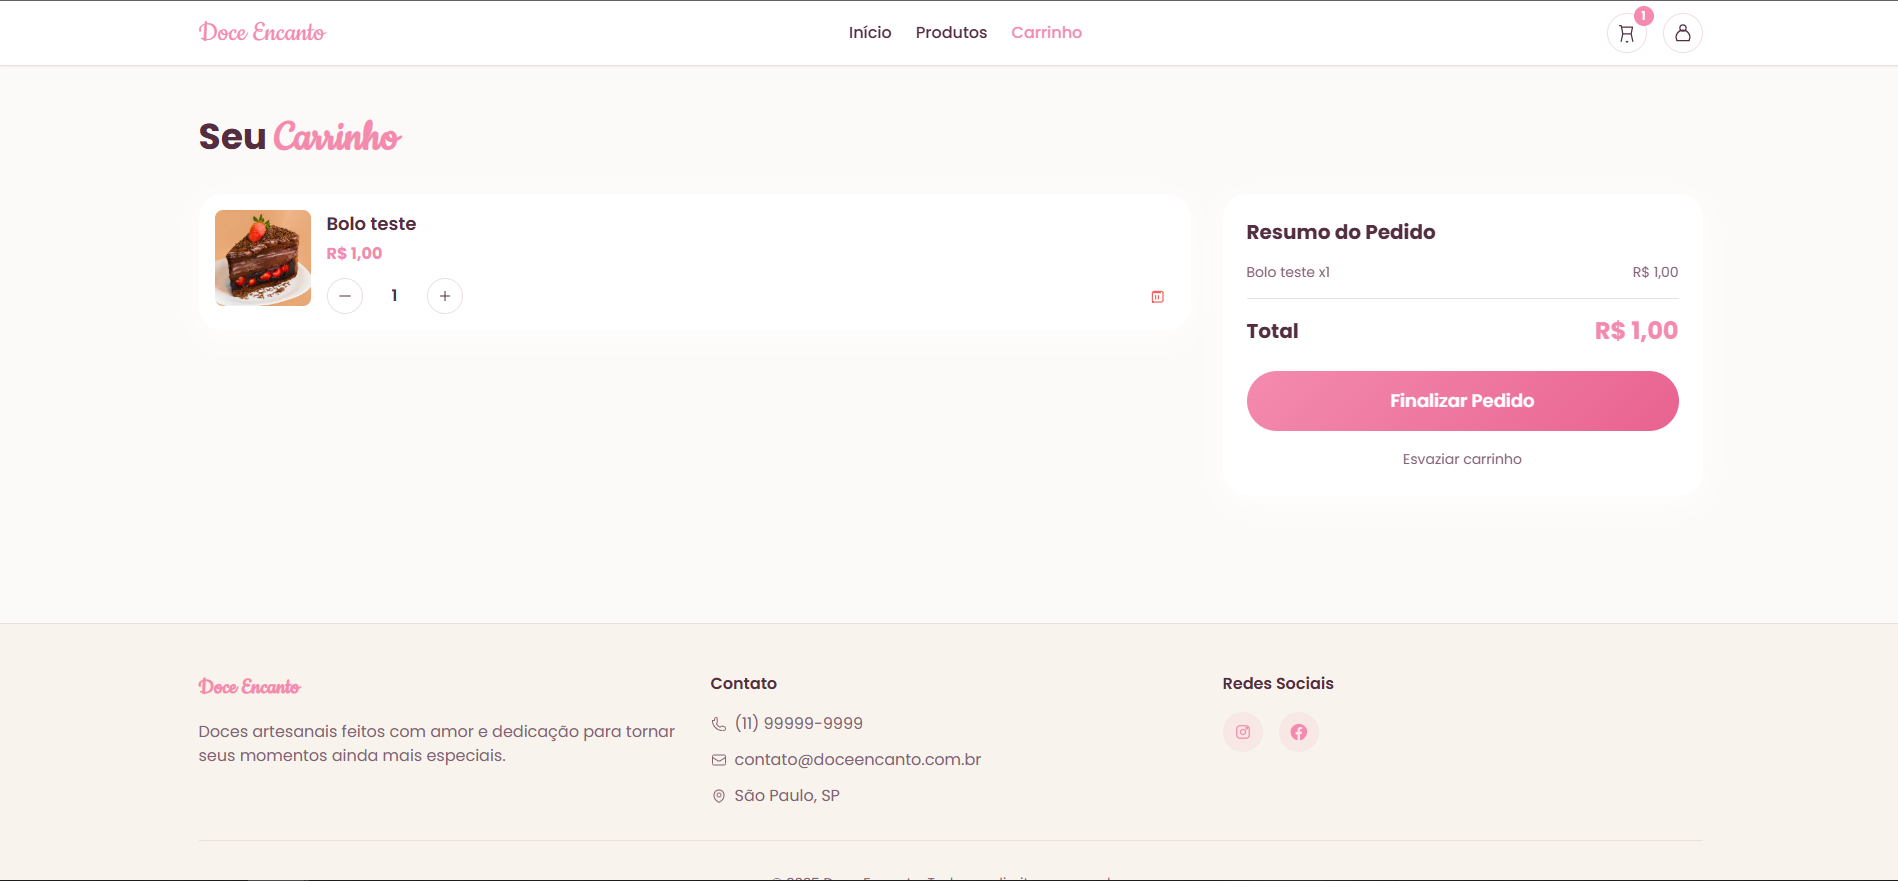 Doce Encanto
Início
Produtos
Carrinho
1
Seu Carrinho
Bolo teste
R$ 1,00
1
Resumo do Pedido
Bolo teste x1
R$ 1,00
Total
R$ 1,00
Finalizar Pedido
Esvaziar carrinho
Doce Encanto
Doces artesanais feitos com amor e dedicação para tornar
seus momentos ainda mais especiais.
Contato
(11) 99999-9999
contato@doceencanto.com.br
São Paulo, SP
Redes Sociais